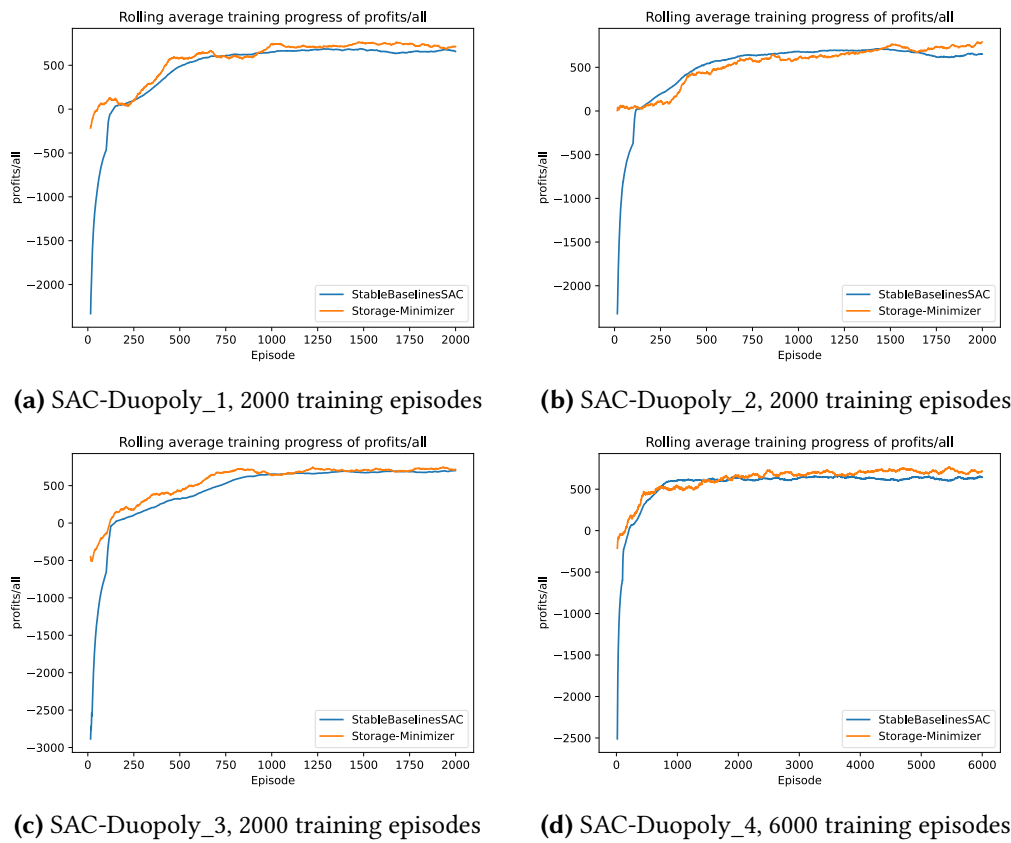 Rolling average training progress of profits/all
profits/all
500
0
−500
−1000
−1500
−2000
0 250 500 750 1000 1250 1500 1750 2000
Episode
StableBaselinesSAC
Storage-Minimizer
(a) SAC-Duopoly_1, 2000 training episodes
Rolling average training progress of profits/all
profits/all
500
0
−500
−1000
−1500
−2000
0 250 500 750 1000 1250 1500 1750 2000
Episode
StableBaselinesSAC
Storage-Minimizer
(b) SAC-Duopoly_2, 2000 training episodes
Rolling average training progress of profits/all
profits/all
500
0
−500
−1000
−1500
−2000
−2500
−3000
0 250 500 750 1000 1250 1500 1750 2000
Episode
StableBaselinesSAC
Storage-Minimizer
(c) SAC-Duopoly_3, 2000 training episodes
Rolling average training progress of profits/all
profits/all
500
0
−500
−1000
−1500
−2000
−2500
0 1000 2000 3000 4000 5000 6000
Episode
StableBaselinesSAC
Storage-Minimizer
(d) SAC-Duopoly_4, 6000 training episodes